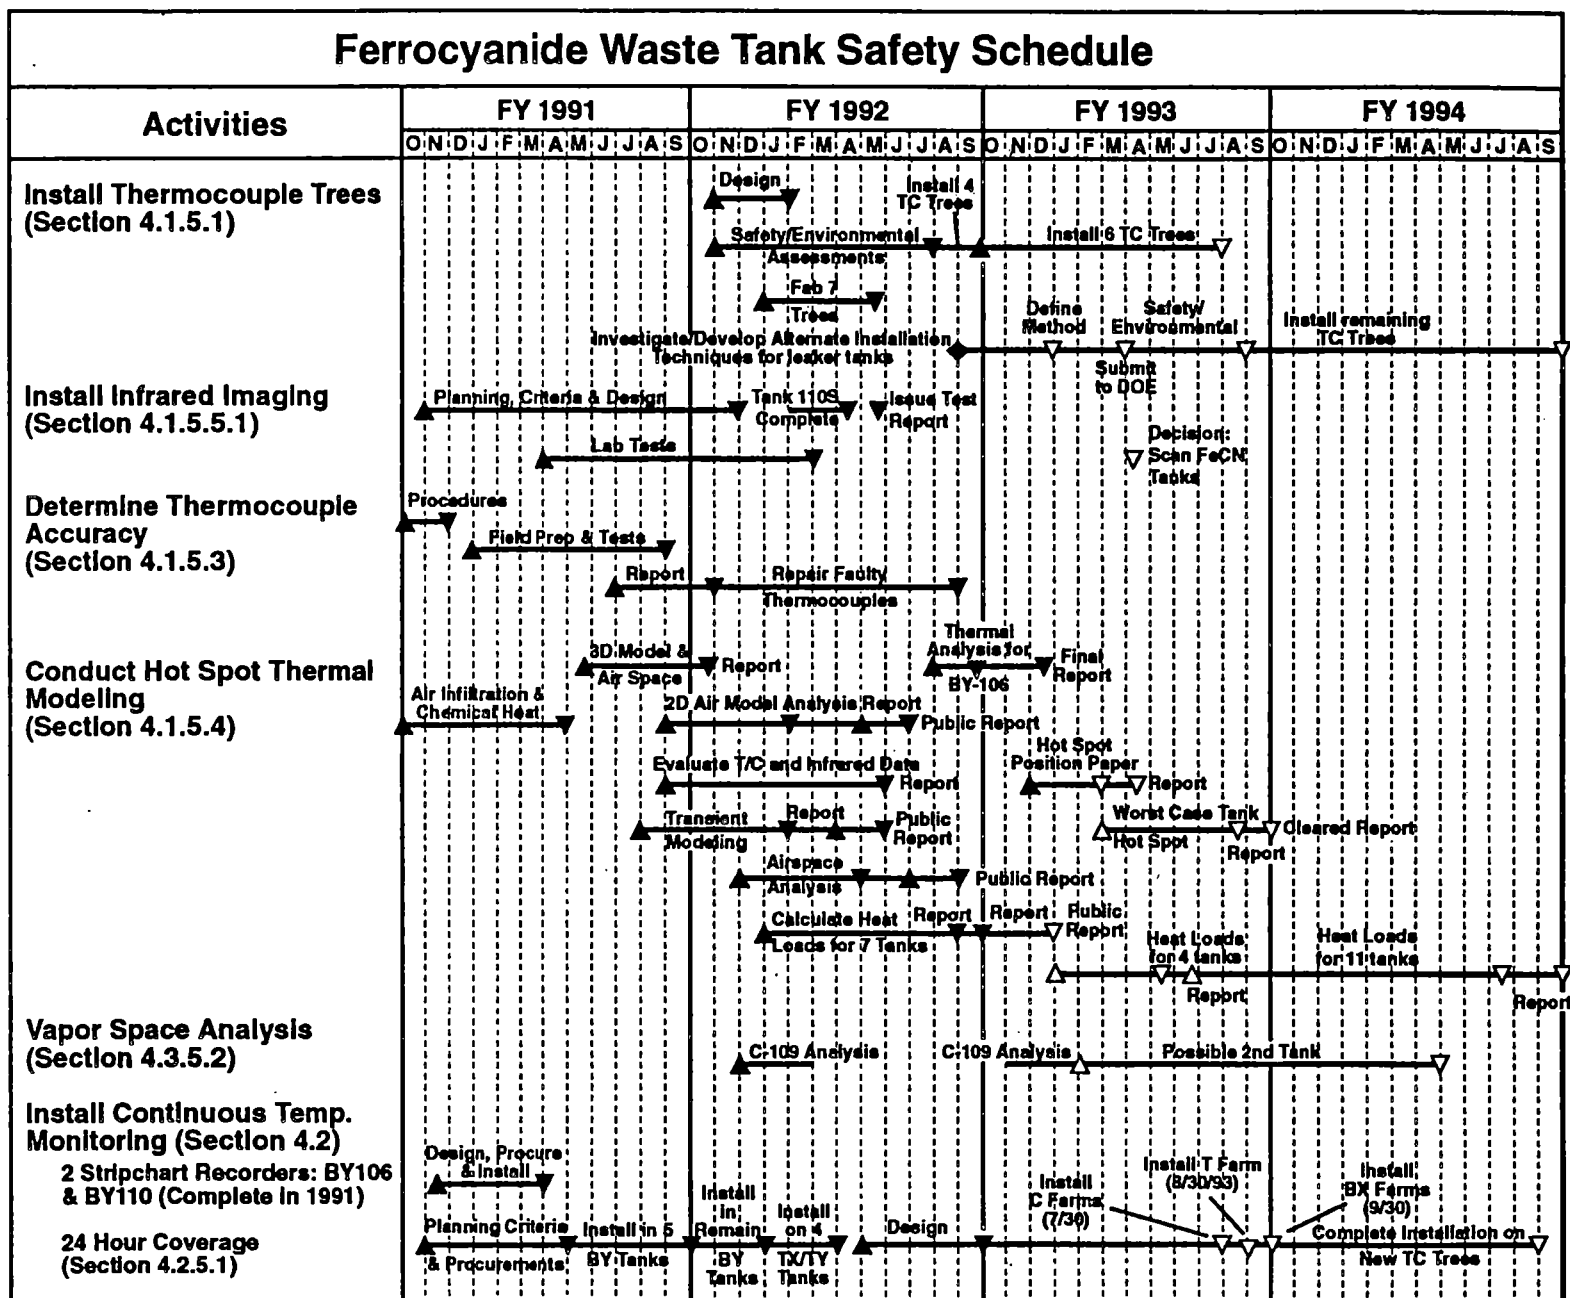 Ferrocyanide Waste Tank Safety Schedule
Activities
FY 1991
FY 1992
FY 1993
FY 1994
O N D J F M A M J J A S O N D J F M A M J J A S O N D J F M A M J J A S O N D J F M A M J J A S
Install Thermocouple Trees
(Section 4.1.5.1)
Design
Install 4
TC Trees
Safety/Environmental
Assessments
Install 6 TC Trees
Fab 7
Trees
Investigate/Develop Alternate Installation
Techniques for leaker tanks
Define
Method
Safety/
Environmental
Submit
to DOE
Install remaining
TC Trees
Install Infrared Imaging
(Section 4.1.5.5.1)
Planning, Criteria & Design
Tank 110S
Complete
Issue Test
Report
Lab Tests
Decision:
Scan FeCN
Tanks
Determine Thermocouple
Accuracy
(Section 4.1.5.3)
Procedures
Field Prep & Tests
Report
Repair Faulty
Thermocouples
Conduct Hot Spot Thermal
Modeling
(Section 4.1.5.4)
3D Model &
Air Space
Report
Thermal
Analysis for
BY-106
Final
Report
Air Infiltration &
Chemical Heat
2D Air Model Analysis Report
Public Report
Evaluate T/C and Infrared Data
Report
Hot Spot
Position Paper
Report
Transient
Modeling
Report
Public
Report
Worst Case Tank
Hot Spot
Report
Cleared Report
Airspace
Analysis
Public Report
Calculate Heat
Loads for 7 Tanks
Report
Report
Public
Report
Heat Loads
for 4 tanks
Report
Heat Loads
for 11 tanks
Report
Vapor Space Analysis
(Section 4.3.5.2)
C-109 Analysis
C-109 Analysis
Possible 2nd Tank
Install Continuous Temp.
Monitoring (Section 4.2)
2 Stripchart Recorders: BY106
& BY110 (Complete in 1991)
Design, Procure
& Install
24 Hour Coverage
(Section 4.2.5.1)
Planning Criteria
& Procurements
Install in 5
BY Tanks
Install
in
Remain
BY
Tanks
Install
on 4
TX/TY
Tanks
Design
Install
C Farms
(7/30)
Install T Farm
(8/30/93)
Install
BX Farms
(9/30)
Complete Installation on
New TC Trees